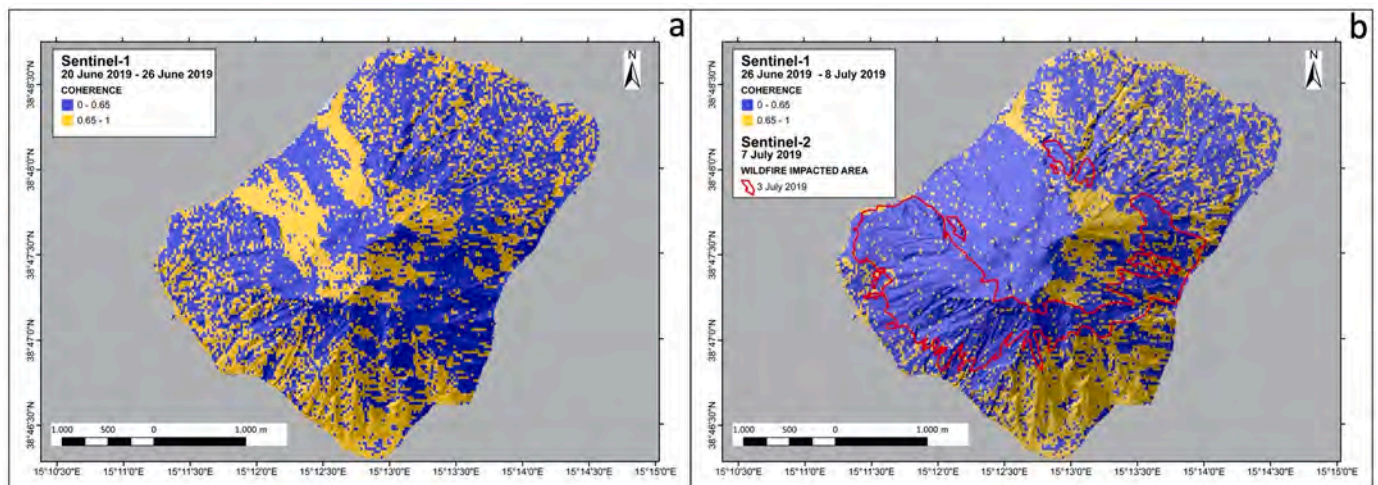 a
Sentinel-1
20 June 2019 - 26 June 2019
COHERENCE
0 - 0.65
0.65 - 1
N
38°48'30"N
38°48'0"N
38°47'30"N
38°47'0"N
38°46'30"N
1.000 500 0 1.000 m
15°10'30"E 15°11'0"E 15°11'30"E 15°12'0"E 15°12'30"E 15°13'0"E 15°13'30"E 15°14'0"E 15°14'30"E 15°15'0"E
b
Sentinel-1
26 June 2019 - 8 July 2019
COHERENCE
0 - 0.65
0.65 - 1
Sentinel-2
7 July 2019
WILDFIRE IMPACTED AREA
3 July 2019
N
38°48'30"N
38°48'0"N
38°47'30"N
38°47'0"N
38°46'30"N
1.000 500 0 1.000 m
15°10'30"E 15°11'0"E 15°11'30"E 15°12'0"E 15°12'30"E 15°13'0"E 15°13'30"E 15°14'0"E 15°14'30"E 15°15'0"E